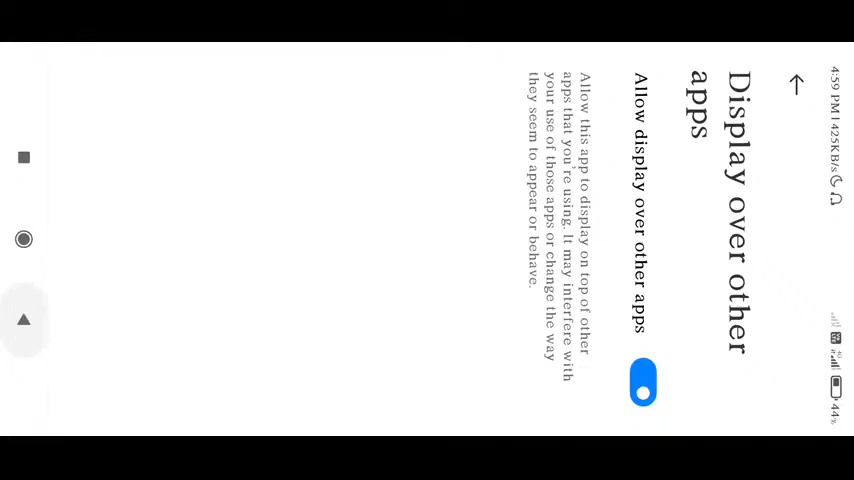 4:59 PM | 425KB/s
44%
Display over other
apps
Allow display over other apps
Allow this app to display on top of other
apps that you're using. It may interfere with
your use of those apps or change the way
they seem to appear or behave.